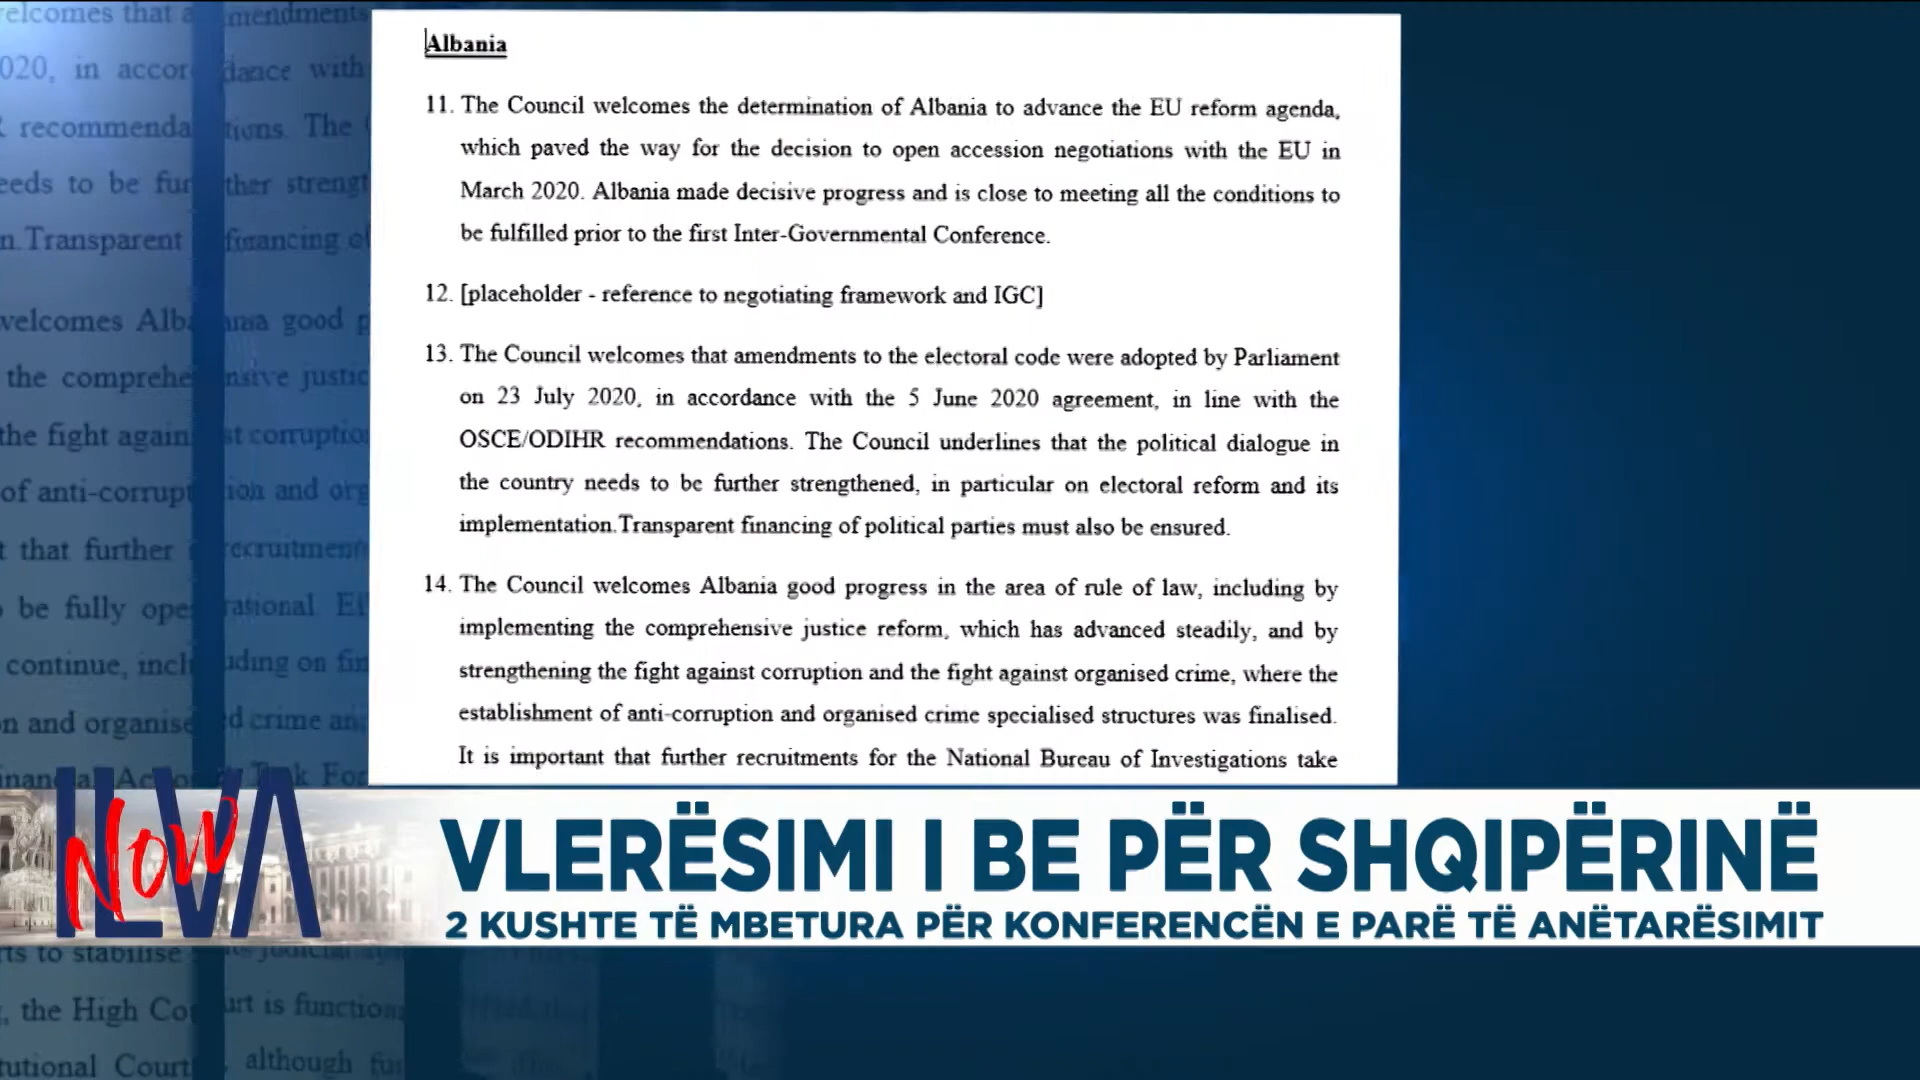 Albania
11. The Council welcomes the determination of Albania to advance the EU reform agenda,
which paved the way for the decision to open accession negotiations with the EU in
March 2020. Albania made decisive progress and is close to meeting all the conditions to
be fulfilled prior to the first Inter-Governmental Conference.
12. [placeholder - reference to negotiating framework and IGC]
13. The Council welcomes that amendments to the electoral code were adopted by Parliament
on 23 July 2020, in accordance with the 5 June 2020 agreement, in line with the
OSCE/ODIHR recommendations. The Council underlines that the political dialogue in
the country needs to be further strengthened, in particular on electoral reform and its
implementation.Transparent financing of political parties must also be ensured.
14. The Council welcomes Albania good progress in the area of rule of law, including by
implementing the comprehensive justice reform, which has advanced steadily, and by
strengthening the fight against corruption and the fight against organised crime, where the
establishment of anti-corruption and organised crime specialised structures was finalised.
It is important that further recruitments for the National Bureau of Investigations take
ILVA
Now
VLERËSIMI I BE PËR SHQIPËRINË
2 KUSHTE TË MBETURA PËR KONFERENCËN E PARË TË ANËTARËSIMIT